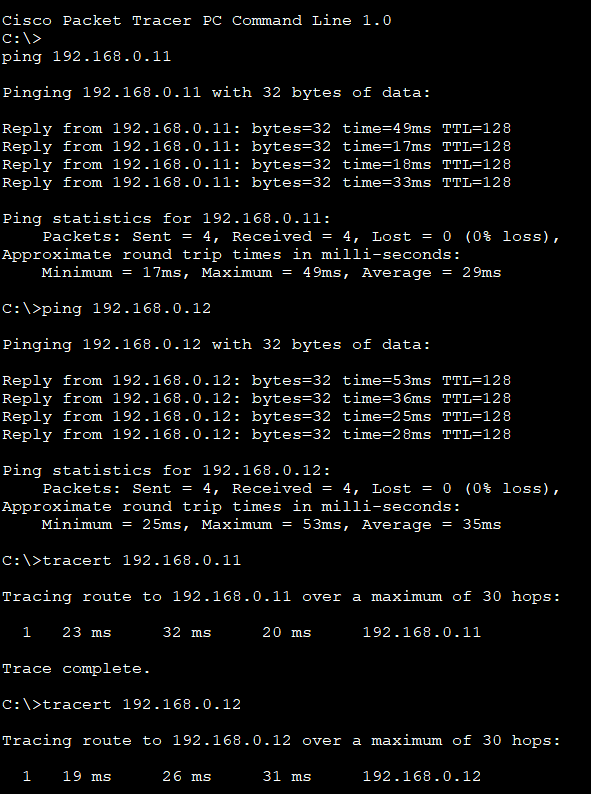 Cisco Packet Tracer PC Command Line 1.0
C:\>
ping 192.168.0.11
Pinging 192.168.0.11 with 32 bytes of data:
Reply from 192.168.0.11: bytes=32 time=49ms TTL=128
Reply from 192.168.0.11: bytes=32 time=17ms TTL=128
Reply from 192.168.0.11: bytes=32 time=18ms TTL=128
Reply from 192.168.0.11: bytes=32 time=33ms TTL=128
Ping statistics for 192.168.0.11:
Packets: Sent = 4, Received = 4, Lost = 0 (0% loss),
Approximate round trip times in milli-seconds:
Minimum = 17ms, Maximum = 49ms, Average = 29ms
C:\>ping 192.168.0.12
Pinging 192.168.0.12 with 32 bytes of data:
Reply from 192.168.0.12: bytes=32 time=53ms TTL=128
Reply from 192.168.0.12: bytes=32 time=36ms TTL=128
Reply from 192.168.0.12: bytes=32 time=25ms TTL=128
Reply from 192.168.0.12: bytes=32 time=28ms TTL=128
Ping statistics for 192.168.0.12:
Packets: Sent = 4, Received = 4, Lost = 0 (0% loss),
Approximate round trip times in milli-seconds:
Minimum = 25ms, Maximum = 53ms, Average = 35ms
C:\>tracert 192.168.0.11
Tracing route to 192.168.0.11 over a maximum of 30 hops:
1 23 ms 32 ms 20 ms 192.168.0.11
Trace complete.
C:\>tracert 192.168.0.12
Tracing route to 192.168.0.12 over a maximum of 30 hops:
1 19 ms 26 ms 31 ms 192.168.0.12